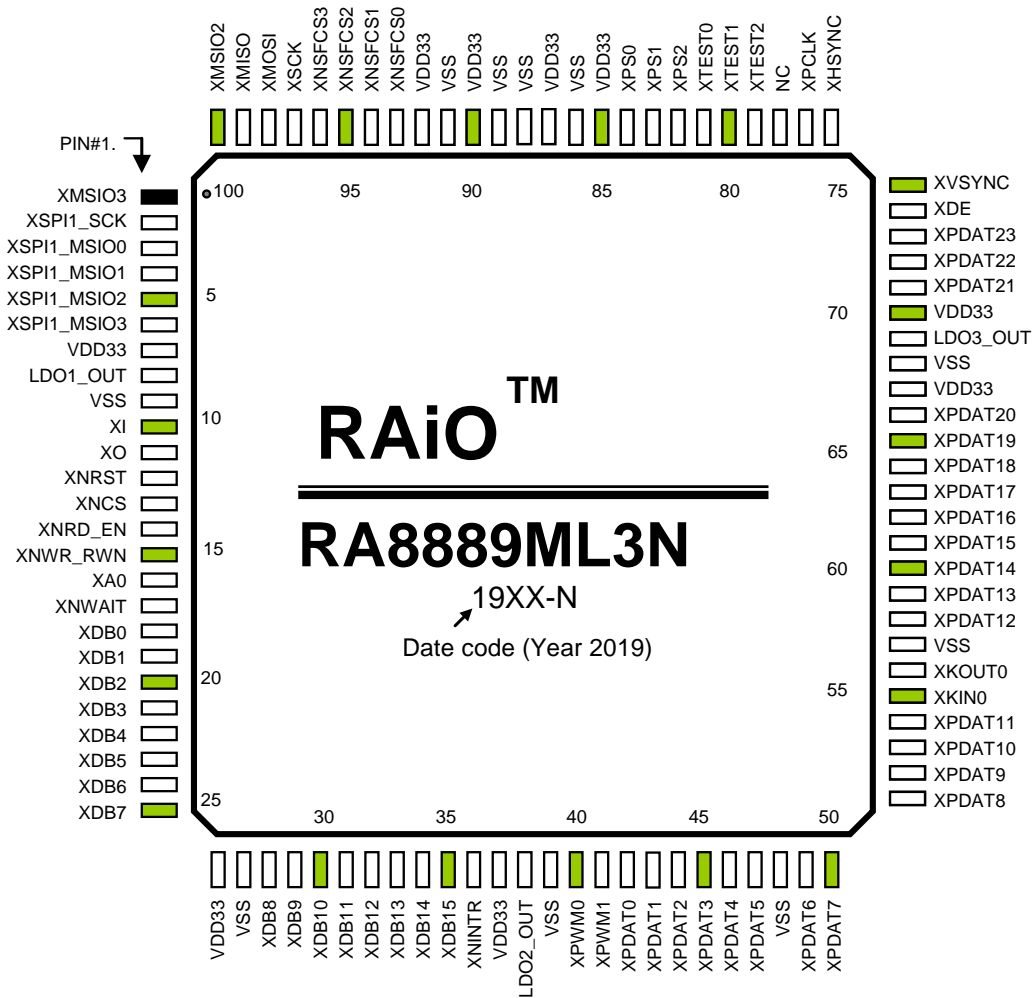 XMSIO2
XMISO
XMOSI
XSCK
XNSFCS3
XNSFCS2
XNSFCS1
XNSFCS0
VDD33
VSS
VDD33
VSS
VSS
VDD33
VSS
VDD33
XPS0
XPS1
XPS2
XTEST0
XTEST1
XTEST2
NC
XPCLK
XHSYNC
PIN#1.
100
95
90
85
80
75
XMSIO3
XSPI1_SCK
XSPI1_MSIO0
XSPI1_MSIO1
XSPI1_MSIO2
XSPI1_MSIO3
VDD33
LDO1_OUT
VSS
XI
XO
XNRST
XNCS
XNRD_EN
XNWR_RWN
XA0
XNWAIT
XDB0
XDB1
XDB2
XDB3
XDB4
XDB5
XDB6
XDB7
5
10
15
20
25
RAiO TM
RA8889ML3N
19XX-N
Date code (Year 2019)
70
65
60
55
XVSYNC
XDE
XPDAT23
XPDAT22
XPDAT21
VDD33
LDO3_OUT
VSS
VDD33
XPDAT20
XPDAT19
XPDAT18
XPDAT17
XPDAT16
XPDAT15
XPDAT14
XPDAT13
XPDAT12
VSS
XKOUT0
XKIN0
XPDAT11
XPDAT10
XPDAT9
XPDAT8
30
35
40
45
50
VDD33
VSS
XDB8
XDB9
XDB10
XDB11
XDB12
XDB13
XDB14
XDB15
XNINTR
VDD33
LDO2_OUT
VSS
XPWM0
XPWM1
XPDAT0
XPDAT1
XPDAT2
XPDAT3
XPDAT4
XPDAT5
VSS
XPDAT6
XPDAT7